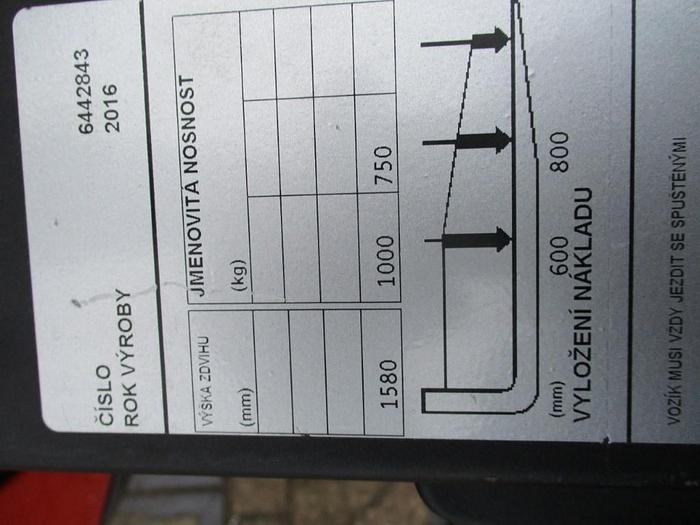 ČÍSLO 6442843
ROK VÝROBY 2016
VÝŠKA ZDVIHU JMENOVITÁ NOSNOST
(mm) (kg)
1580 1000 750
600 800
(mm)
VYLOŽENÍ NÁKLADU
VOZÍK MUSI VŽDY JEZDIT SE SPUŠTĚNÝMI